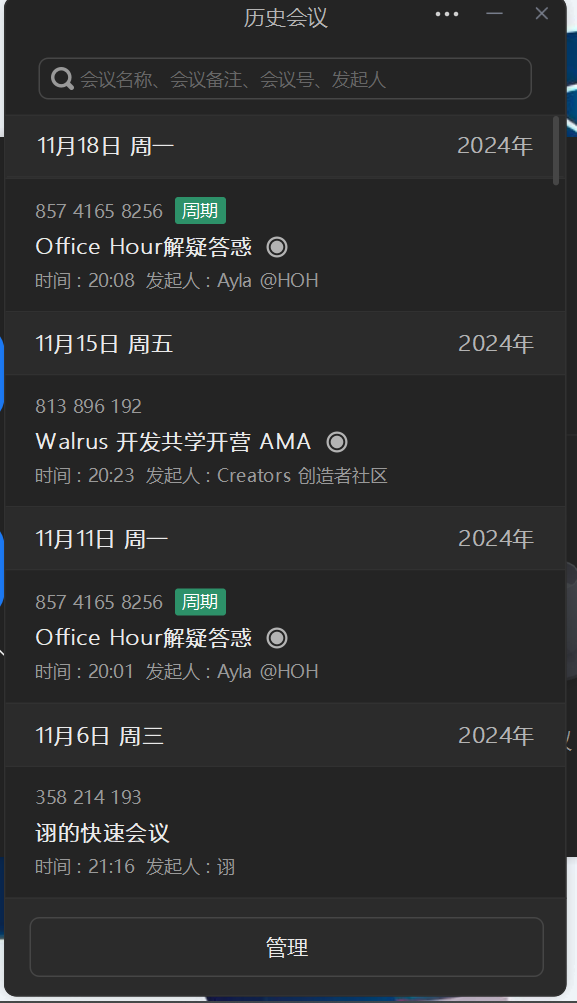 历史会议
会议名称、会议备注、会议号、发起人
11月18日 周一 2024年
857 4165 8256 周期
Office Hour解疑答惑
时间：20:08 发起人：Ayla @HOH
11月15日 周五 2024年
813 896 192
Walrus 开发共学开营 AMA
时间：20:23 发起人：Creators 创造者社区
11月11日 周一 2024年
857 4165 8256 周期
Office Hour解疑答惑
时间：20:01 发起人：Ayla @HOH
11月6日 周三 2024年
358 214 193
诩的快速会议
时间：21:16 发起人：诩
管理